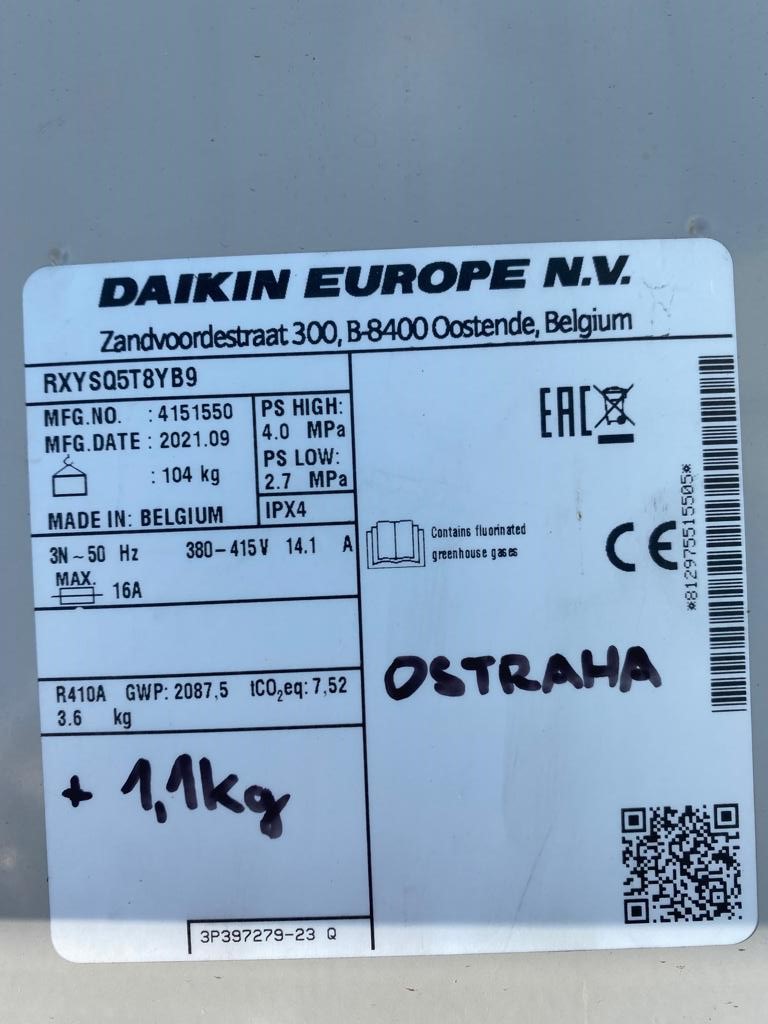 DAIKIN EUROPE N.V.
Zandvoordestraat 300, B-8400 Oostende, Belgium
RXYSQ5T8YB9
MFG.NO. : 4151550
MFG.DATE : 2021.09
: 104 kg
MADE IN: BELGIUM
PS HIGH:
4.0 MPa
PS LOW:
2.7 MPa
IPX4
3N~50 Hz 380-415V 14.1 A
MAX.
16A
R410A GWP: 2087,5 tCO₂eq: 7,52
3.6 kg
+ 1,1kg
3P397279-23 Q
EAC
Contains fluorinated
greenhouse gases
CE
*812975515505*
OSTRAHA